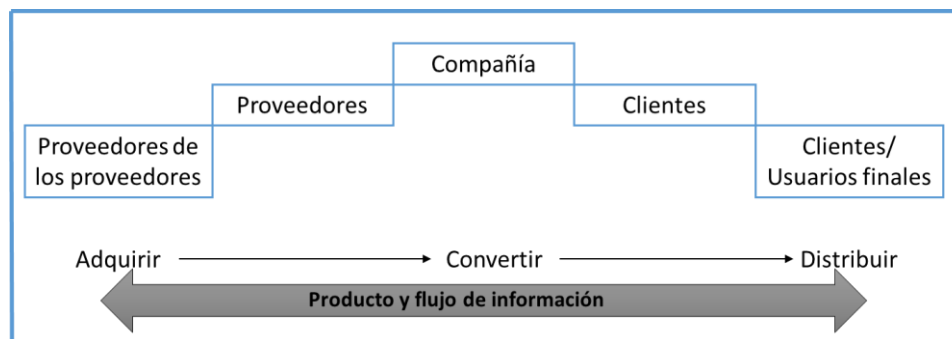 Compañía
Proveedores
Clientes
Proveedores de
los proveedores
Clientes/
Usuarios finales
Adquirir
Convertir
Distribuir
Producto y flujo de información